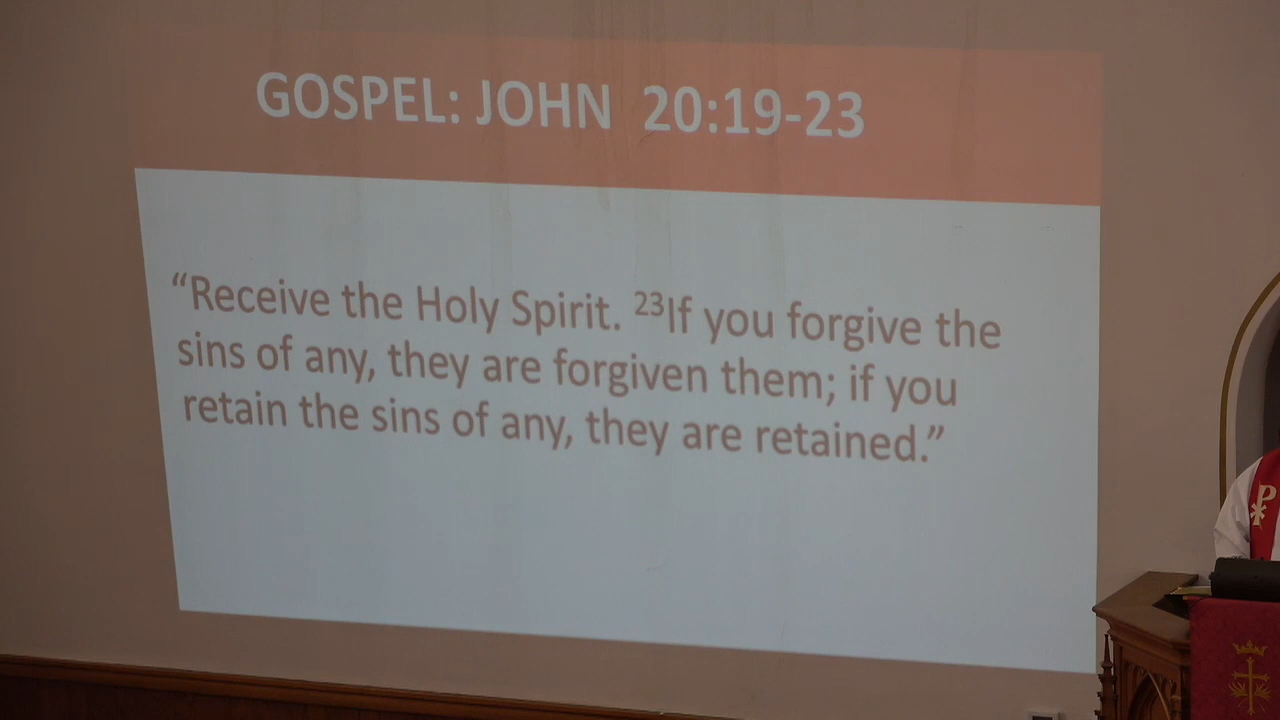 GOSPEL: JOHN 20:19-23
“Receive the Holy Spirit. ²³If you forgive the
sins of any, they are forgiven them; if you
retain the sins of any, they are retained.”